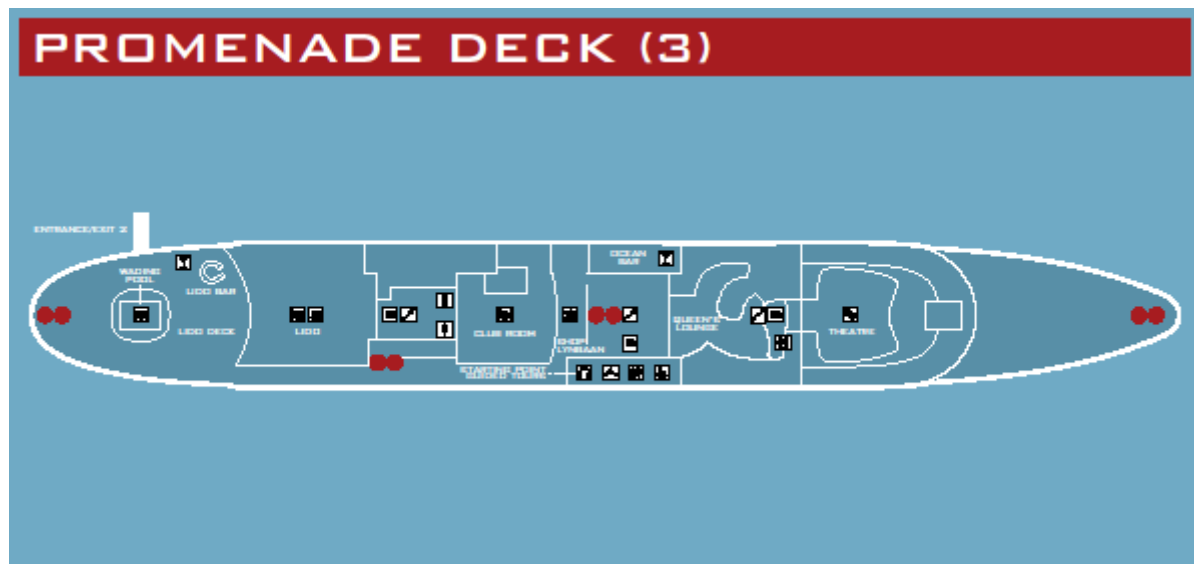 PROMENADE DECK (3)
ENTRANCE/EXIT 2
WADING
POOL
LIDO BAR
LIDO DECK
LIDO
CLUB ROOM
OCEAN
BAR
SHOP
LYNBAAN
STARTING POINT
GUIDED TOURS
QUEEN'S
LOUNGE
THEATRE